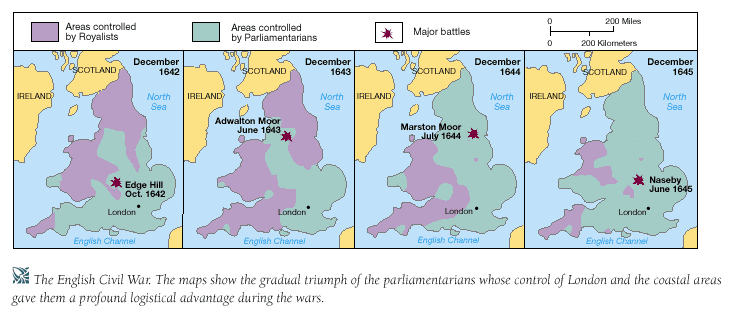 Areas controlled
by Royalists
Areas controlled
by Parliamentarians
Major battles
0 200 Miles
0 200 Kilometers
December
1642
SCOTLAND
IRELAND
North
Sea
Edge Hill
Oct. 1642
London
English Channel
December
1643
SCOTLAND
IRELAND
North
Sea
Adwalton Moor
June 1643
London
English Channel
December
1644
SCOTLAND
IRELAND
North
Sea
Marston Moor
July 1644
London
English Channel
December
1645
SCOTLAND
IRELAND
North
Sea
Naseby
June 1645
London
English Channel
The English Civil War. The maps show the gradual triumph of the parliamentarians whose control of London and the coastal areas
gave them a profound logistical advantage during the wars.